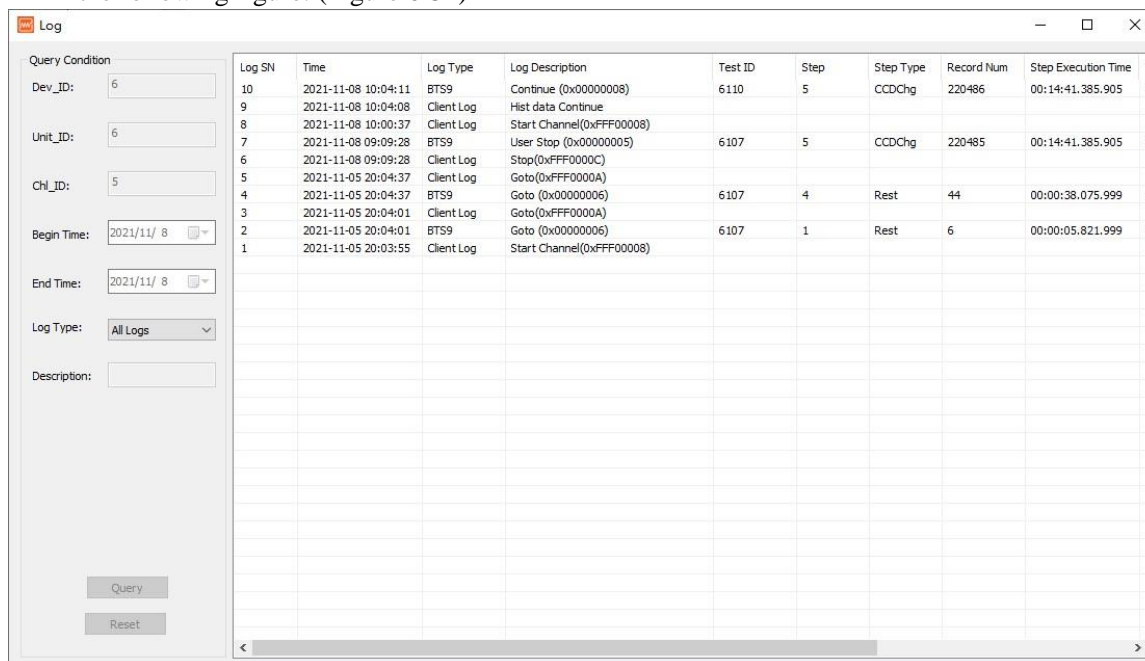 Log
Query Condition
Dev_ID: 6
Unit_ID: 6
Chl_ID: 5
Begin Time: 2021/11/ 8
End Time: 2021/11/ 8
Log Type: All Logs
Description:
Query
Reset
Log SN Time Log Type Log Description Test ID Step Step Type Record Num Step Execution Time
10 2021-11-08 10:04:11 BTS9 Continue (0x00000008) 6110 5 CCDChg 220486 00:14:41.385.905
9 2021-11-08 10:04:08 Client Log Hist data Continue
8 2021-11-08 10:00:37 Client Log Start Channel(0xFFF00008)
7 2021-11-08 09:09:28 BTS9 User Stop (0x00000005) 6107 5 CCDChg 220485 00:14:41.385.905
6 2021-11-08 09:09:28 Client Log Stop(0xFFF0000C)
5 2021-11-05 20:04:37 Client Log Goto(0xFFF0000A)
4 2021-11-05 20:04:37 BTS9 Goto (0x00000006) 6107 4 Rest 44 00:00:38.075.999
3 2021-11-05 20:04:01 Client Log Goto(0xFFF0000A)
2 2021-11-05 20:04:01 BTS9 Goto (0x00000006) 6107 1 Rest 6 00:00:05.821.999
1 2021-11-05 20:03:55 Client Log Start Channel(0xFFF00008)